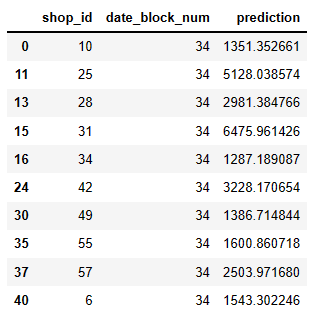 shop_id date_block_num prediction
0 10 34 1351.352661
11 25 34 5128.038574
13 28 34 2981.384766
15 31 34 6475.961426
16 34 34 1287.189087
24 42 34 3228.170654
30 49 34 1386.714844
35 55 34 1600.860718
37 57 34 2503.971680
40 6 34 1543.302246